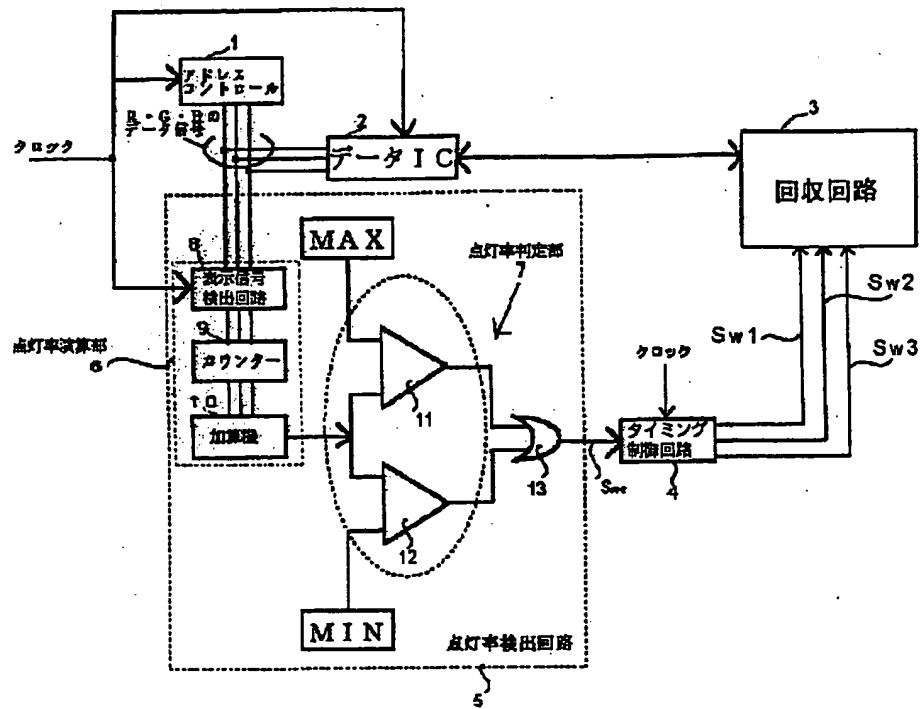 1
アドレス
コントロール
R・G・Bの
データ信号
クロック
2
データIC
3
回収回路
MAX
点灯率判定部
7
8
表示信号
検出回路
9
カウンター
点灯率演算部
6
10
加算器
11
12
13
Sw1
Sw2
Sw3
クロック
タイミング
制御回路
4
MIN
点灯率検出回路
5